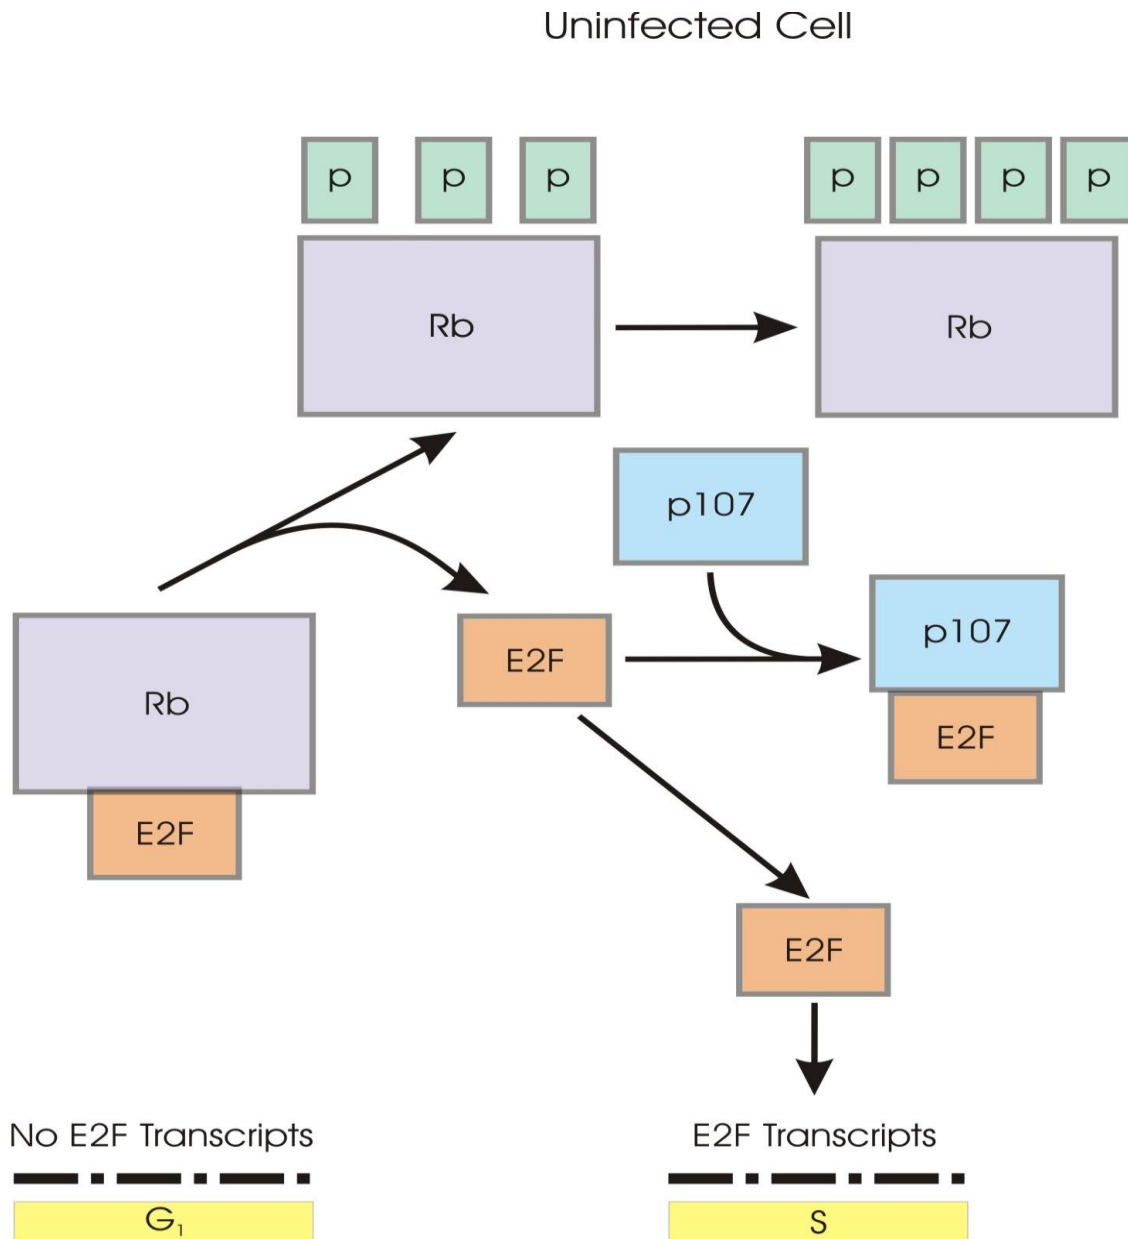 Uninfected Cell
p p p
p p p p
Rb
Rb
p107
p107
E2F
E2F
Rb
E2F
E2F
No E2F Transcripts
E2F Transcripts
G₁
S